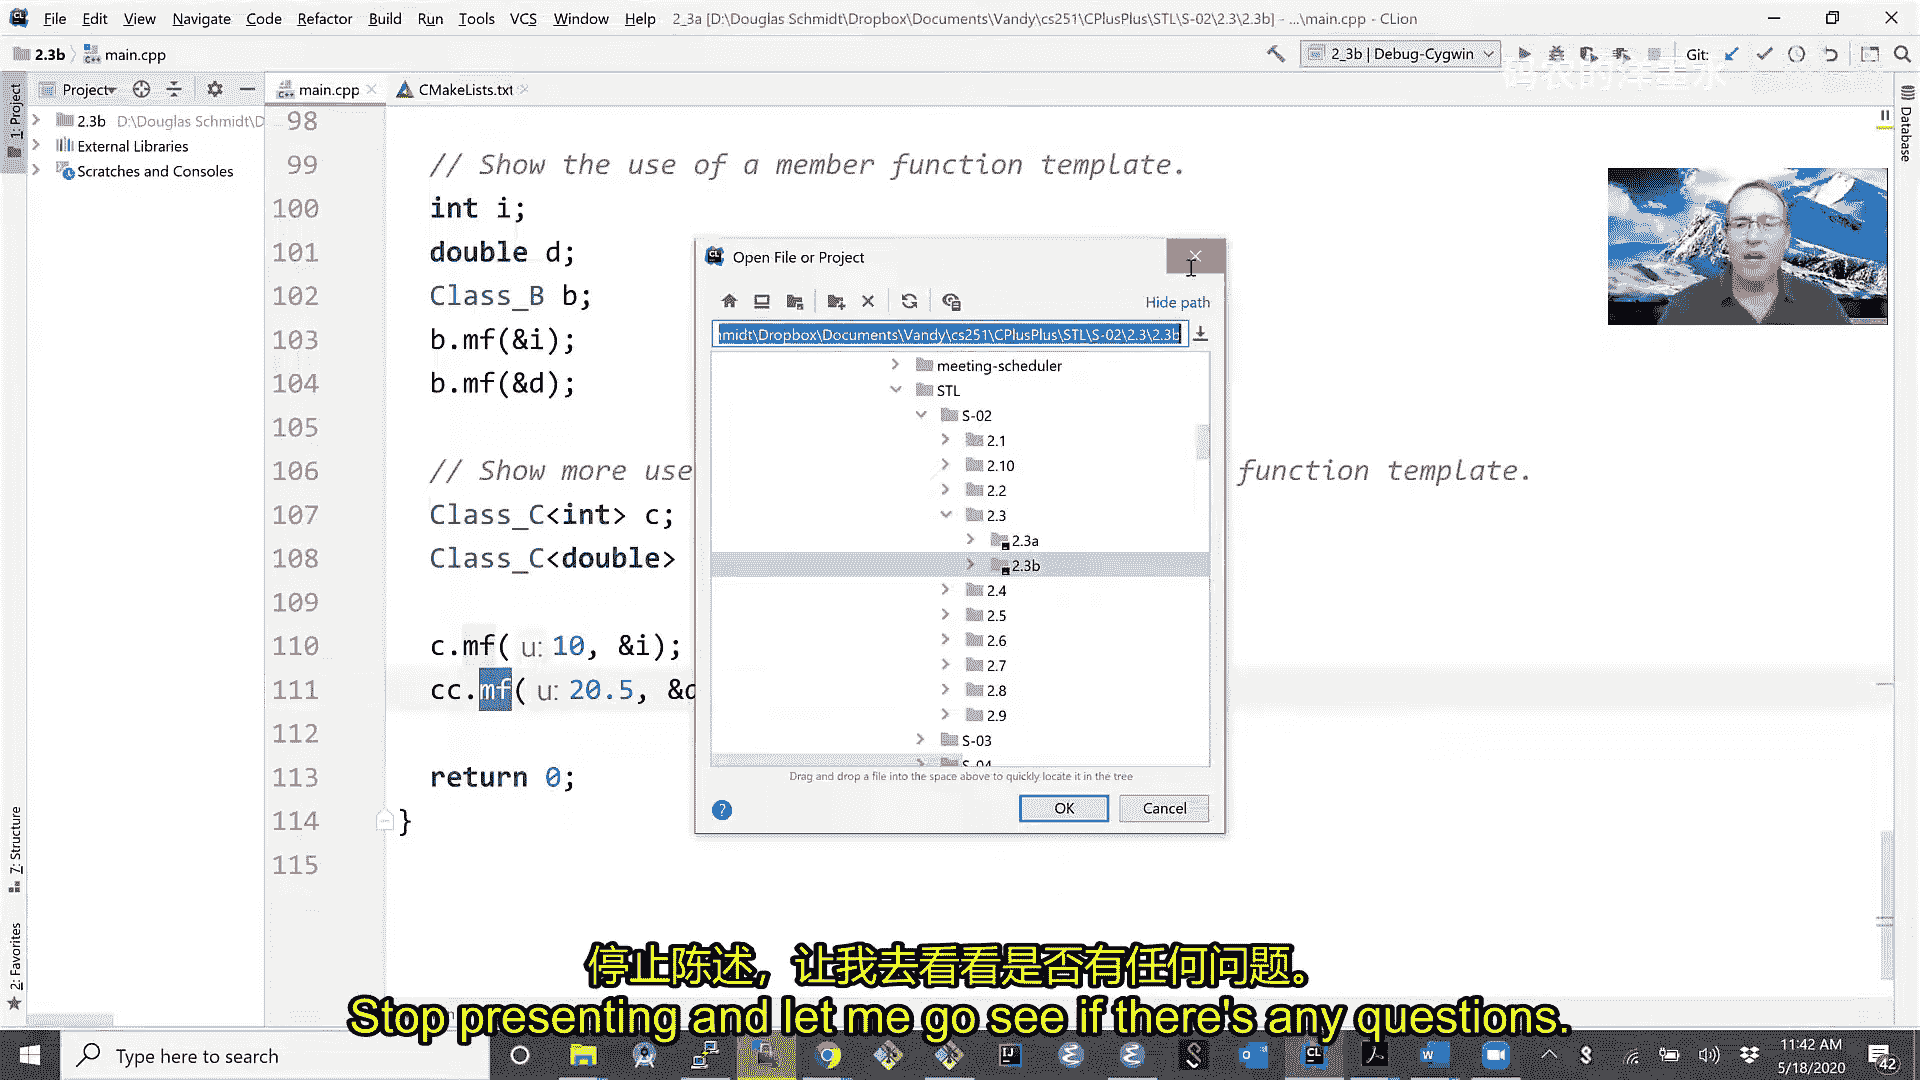 File Edit View Navigate Code Refactor Build Run Tools VCS Window Help 2_3a [D:\Douglas Schmidt\Dropbox\Documents\Vandy\cs251\CPlusPlus\STL\S-02\2.3\2.3b] - ...\main.cpp - CLion
2.3b main.cpp 2_3b | Debug-Cygwin Git:
1: Project
Project main.cpp CMakeLists.txt
Database
2.3b D:\Douglas Schmidt\D
External Libraries
Scratches and Consoles
98
99 // Show the use of a member function template.
100 int i;
101 double d;
102 Class_B b;
103 b.mf(&i);
104 b.mf(&d);
105
106 // Show more use function template.
107 Class_C<int> c;
108 Class_C<double>
109
110 c.mf( u: 10, &i);
111 cc.mf( u: 20.5, &d
112
113 return 0;
114 }
115
Open File or Project
Hide path
midt\Dropbox\Documents\Vandy\cs251\CPlusPlus\STL\S-02\2.3\2.3b
meeting-scheduler
STL
S-02
2.1
2.10
2.2
2.3
2.3a
2.3b
2.4
2.5
2.6
2.7
2.8
2.9
S-03
S-04
Drag and drop a file into the space above to quickly locate it in the tree
OK Cancel
7: Structure
2: Favorites
停止陈述，让我去看看是否有任何问题。
Stop presenting and let me go see if there's any questions.
Type here to search
11:42 AM
5/18/2020
42